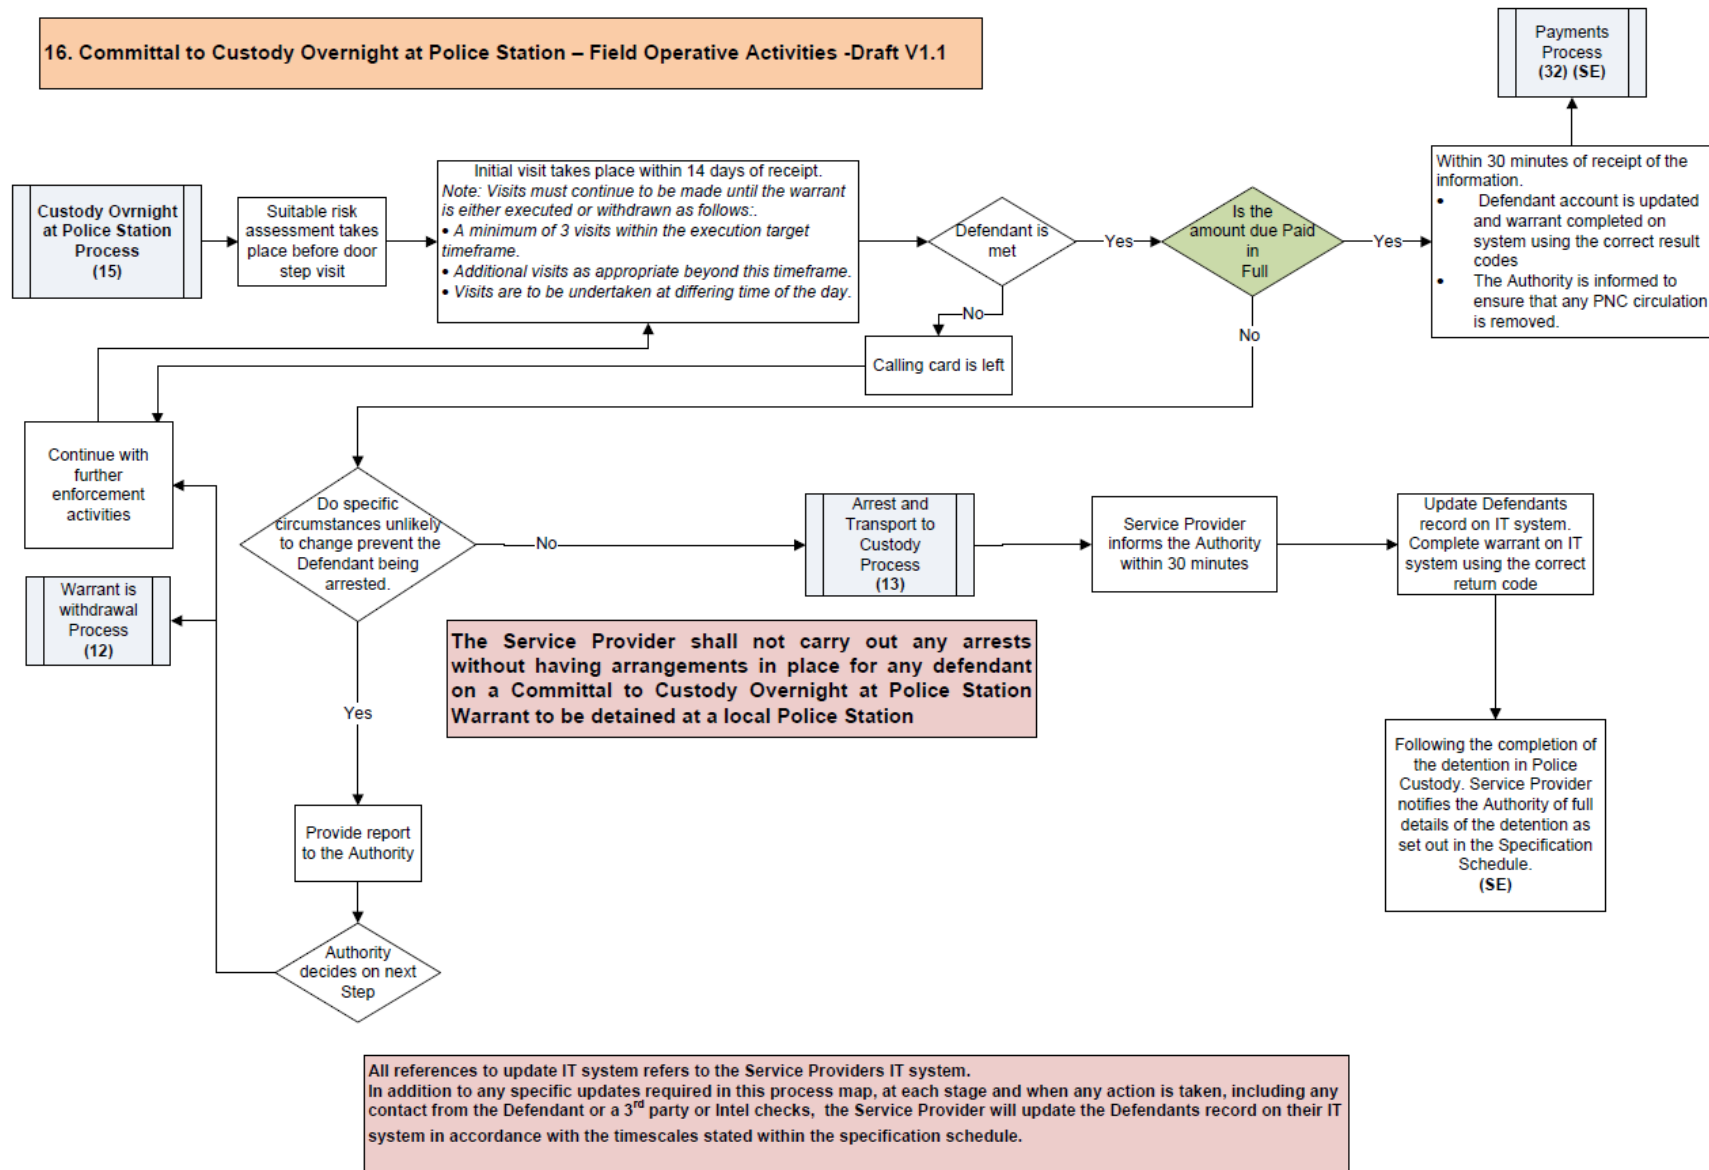 16. Committal to Custody Overnight at Police Station – Field Operative Activities -Draft V1.1
Payments
Process
(32) (SE)
Custody Ovrnight
at Police Station
Process
(15)
Suitable risk
assessment takes
place before door
step visit
Initial visit takes place within 14 days of receipt.
Note: Visits must continue to be made until the warrant
is either executed or withdrawn as follows:.
• A minimum of 3 visits within the execution target
timeframe.
• Additional visits as appropriate beyond this timeframe.
• Visits are to be undertaken at differing time of the day.
Defendant is
met
Yes
Is the
amount due Paid
in
Full
Yes
Within 30 minutes of receipt of the
information.
• Defendant account is updated
and warrant completed on
system using the correct result
codes
• The Authority is informed to
ensure that any PNC circulation
is removed.
No
No
Calling card is left
Continue with
further
enforcement
activities
Do specific
circumstances unlikely
to change prevent the
Defendant being
arrested.
No
Arrest and
Transport to
Custody
Process
(13)
Service Provider
informs the Authority
within 30 minutes
Update Defendants
record on IT system.
Complete warrant on IT
system using the correct
return code
Warrant is
withdrawal
Process
(12)
The Service Provider shall not carry out any arrests
without having arrangements in place for any defendant
on a Committal to Custody Overnight at Police Station
Warrant to be detained at a local Police Station
Yes
Following the completion of
the detention in Police
Custody. Service Provider
notifies the Authority of full
details of the detention as
set out in the Specification
Schedule.
(SE)
Provide report
to the Authority
Authority
decides on next
Step
All references to update IT system refers to the Service Providers IT system.
In addition to any specific updates required in this process map, at each stage and when any action is taken, including any
contact from the Defendant or a 3rd party or Intel checks, the Service Provider will update the Defendants record on their IT
system in accordance with the timescales stated within the specification schedule.